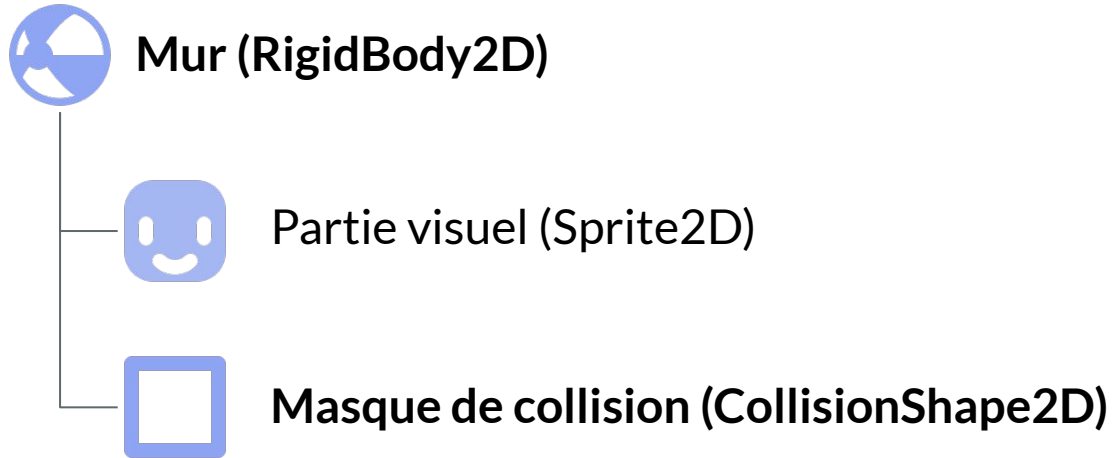 Mur (RigidBody2D)
Partie visuel (Sprite2D)
Masque de collision (CollisionShape2D)